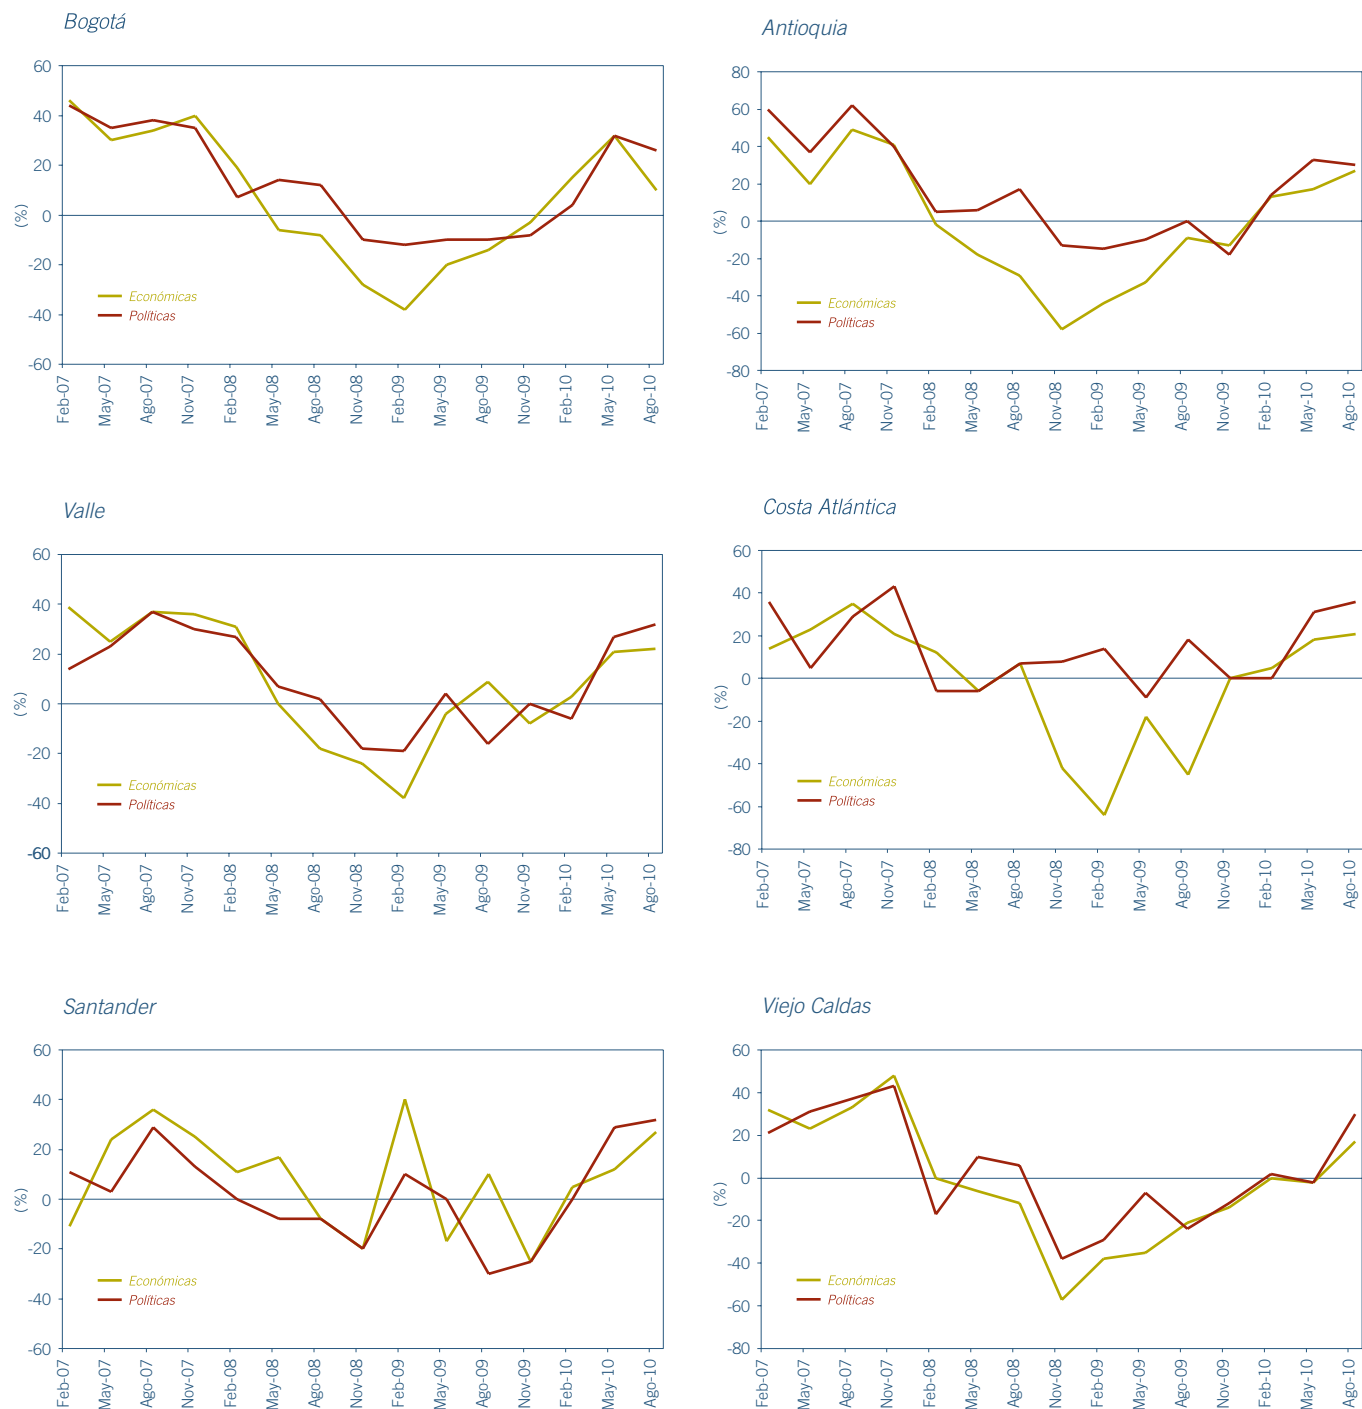 Bogotá
60
40
20
0
-20
-40
-60
(%)
Económicas
Políticas
Feb-07
May-07
Ago-07
Nov-07
Feb-08
May-08
Ago-08
Nov-08
Feb-09
May-09
Ago-09
Nov-09
Feb-10
May-10
Ago-10
Antioquia
80
60
40
20
0
-20
-40
-60
-80
(%)
Económicas
Políticas
Feb-07
May-07
Ago-07
Nov-07
Feb-08
May-08
Ago-08
Nov-08
Feb-09
May-09
Ago-09
Nov-09
Feb-10
May-10
Ago-10
Valle
60
40
20
0
-20
-40
-60
(%)
Económicas
Políticas
Feb-07
May-07
Ago-07
Nov-07
Feb-08
May-08
Ago-08
Nov-08
Feb-09
May-09
Ago-09
Nov-09
Feb-10
May-10
Ago-10
Costa Atlántica
60
40
20
0
-20
-40
-60
-80
(%)
Económicas
Políticas
Feb-07
May-07
Ago-07
Nov-07
Feb-08
May-08
Ago-08
Nov-08
Feb-09
May-09
Ago-09
Nov-09
Feb-10
May-10
Ago-10
Santander
60
40
20
0
-20
-40
-60
(%)
Económicas
Políticas
Feb-07
May-07
Ago-07
Nov-07
Feb-08
May-08
Ago-08
Nov-08
Feb-09
May-09
Ago-09
Nov-09
Feb-10
May-10
Ago-10
Viejo Caldas
60
40
20
0
-20
-40
-60
-80
(%)
Económicas
Políticas
Feb-07
May-07
Ago-07
Nov-07
Feb-08
May-08
Ago-08
Nov-08
Feb-09
May-09
Ago-09
Nov-09
Feb-10
May-10
Ago-10